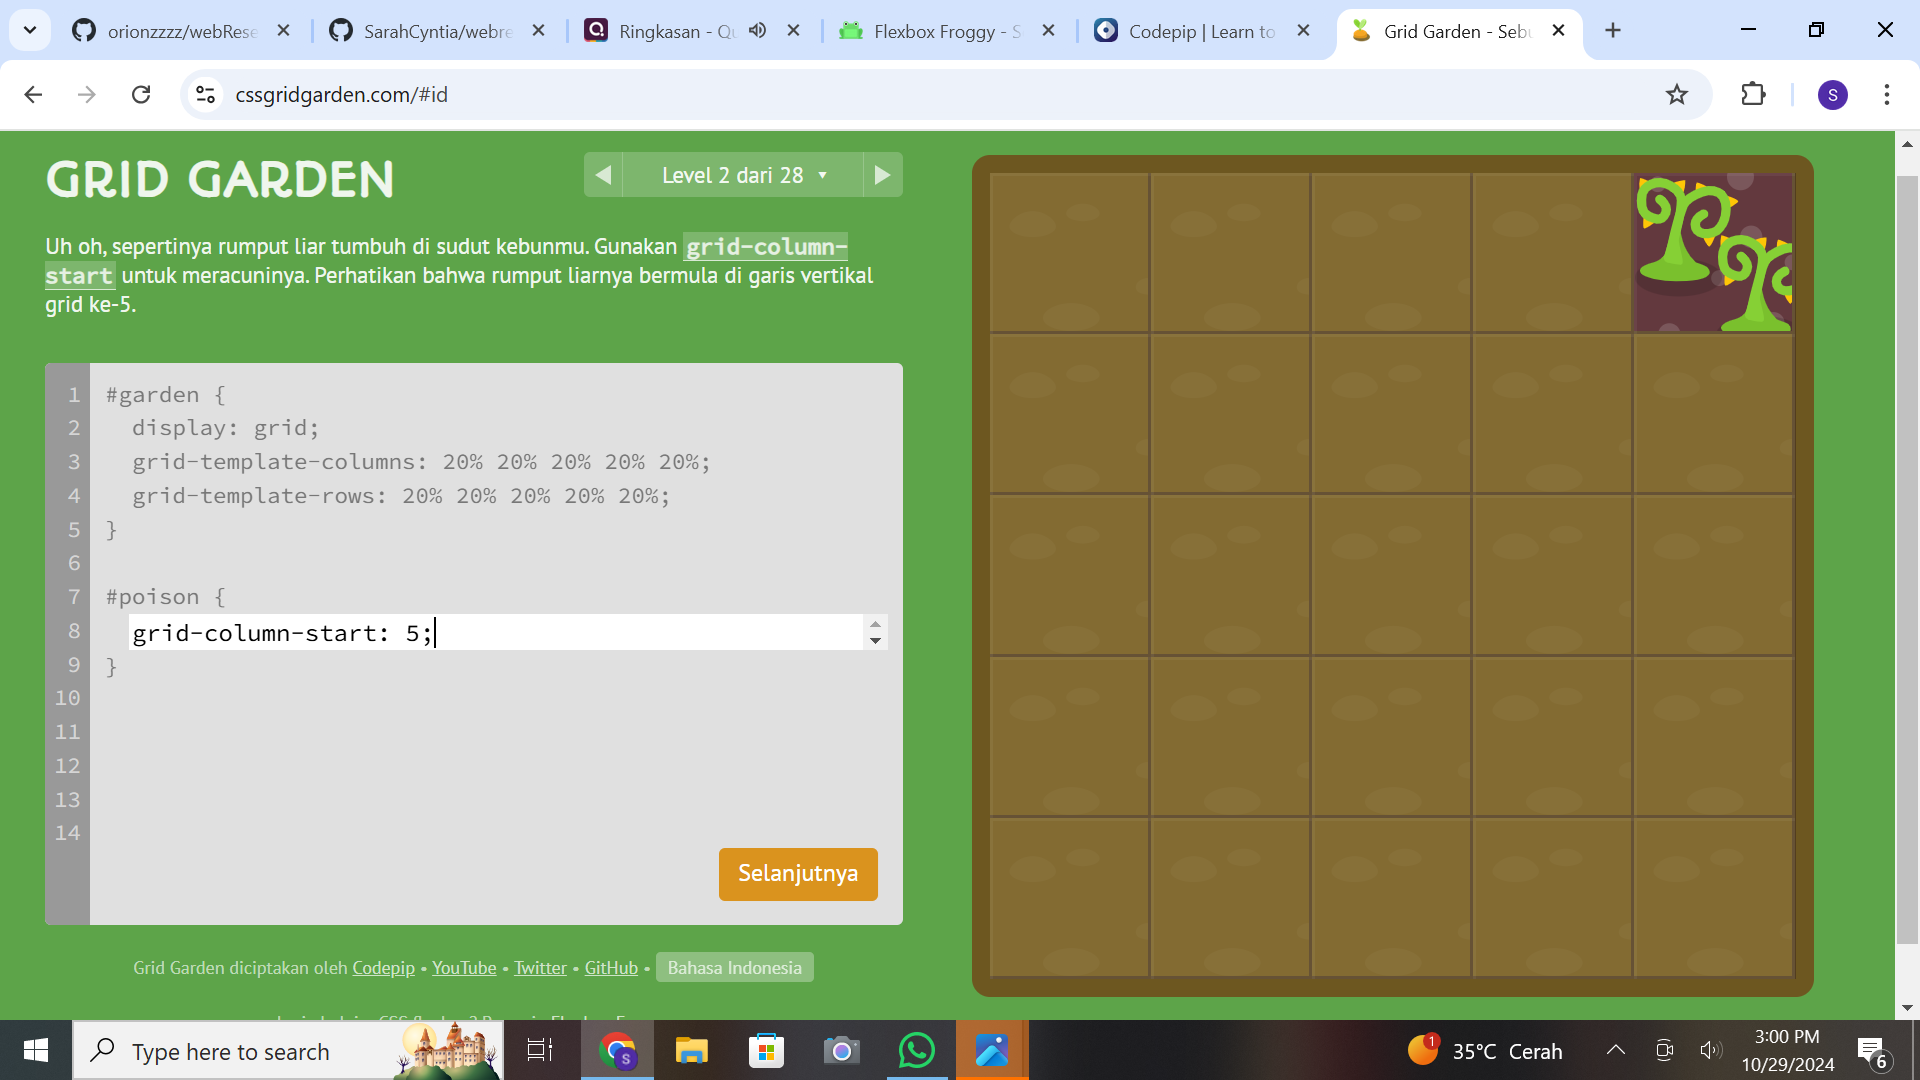 orionzzzz/webRese
SarahCyntia/webre
Ringkasan - Qu
Flexbox Froggy - S
Codepip | Learn to
Grid Garden - Sebu
cssgridgarden.com/#id
S
GRID GARDEN
Level 2 dari 28
Uh oh, sepertinya rumput liar tumbuh di sudut kebunmu. Gunakan grid-column-
start untuk meracuninya. Perhatikan bahwa rumput liarnya bermula di garis vertikal
grid ke-5.
1 #garden {
2 display: grid;
3 grid-template-columns: 20% 20% 20% 20% 20%;
4 grid-template-rows: 20% 20% 20% 20% 20%;
5 }
6
7 #poison {
8 grid-column-start: 5;
9 }
10
11
12
13
14
Selanjutnya
Grid Garden diciptakan oleh Codepip • YouTube • Twitter • GitHub • Bahasa Indonesia
Type here to search
S
1
35°C Cerah
3:00 PM
10/29/2024
6